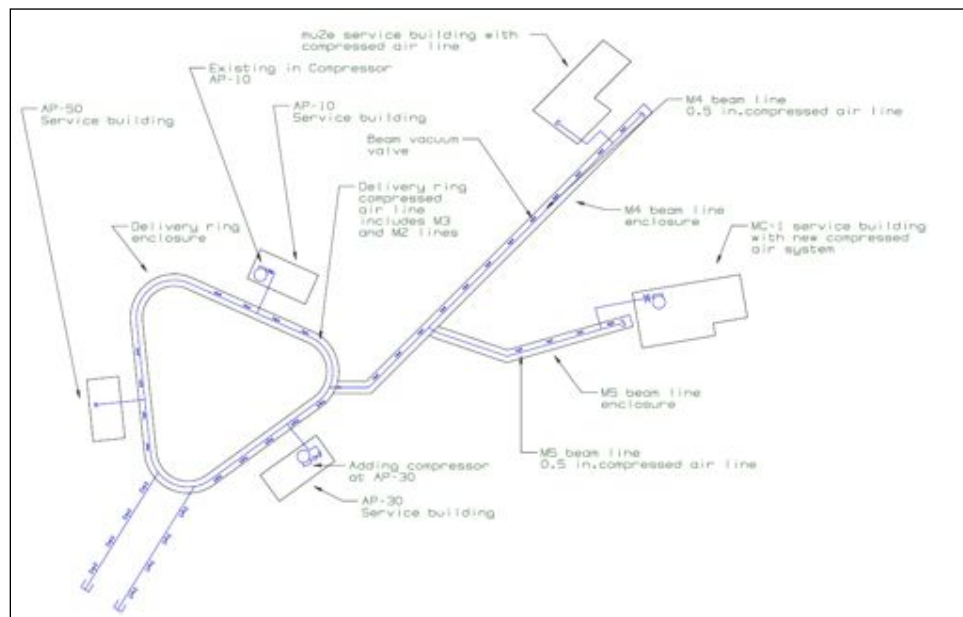 mu2e service building with
compressed air line
Existing in Compressor
AP-10
AP-50
Service building
AP-10
Service building
M4 beam line
0.5 in.compressed air line
Beam vacuum
valve
Delivery ring
compressed
air line
includes M3
and M2 lines
Delivery ring
enclosure
M4 beam line
enclosure
MC-1 service building
with new compressed
air system
M5 beam line
enclosure
M5 beam line
0.5 in.compressed air line
Adding compressor
at AP-30
AP-30
Service building